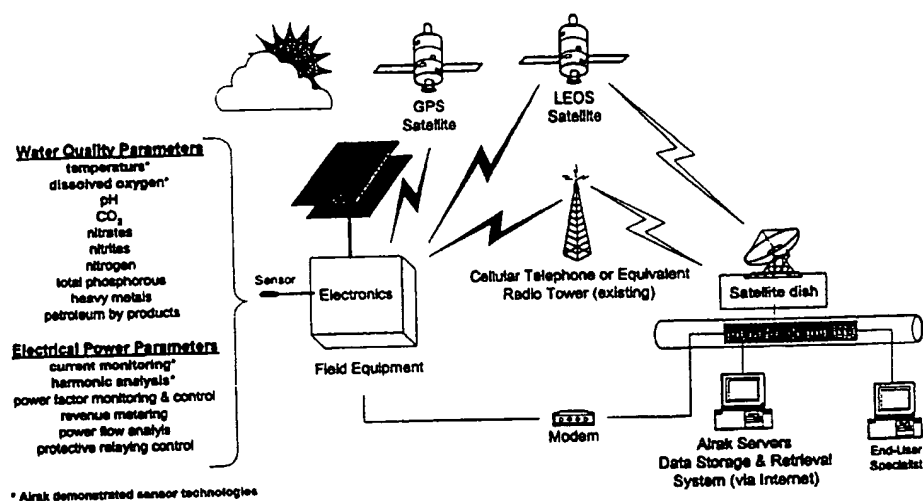 GPS
Satellite
LEOS
Satellite
Water Quality Parameters
temperature*
dissolved oxygen*
pH
CO₂
nitrates
nitrites
nitrogen
total phosphorous
heavy metals
petroleum by products
Electrical Power Parameters
current monitoring*
harmonic analysis*
power factor monitoring & control
revenue metering
power flow analyis
protective relaying control
* Airak demonstrated sensor technologies
Sensor
Electronics
Field Equipment
Cellular Telephone or Equivalent
Radio Tower (existing)
Satellite dish
Modem
Airak Servers
Data Storage & Retrieval
System (via Internet)
End-User
Specialist